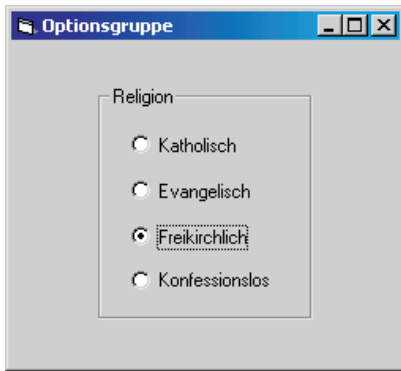 Optionsgruppe
Religion
Katholisch
Evangelisch
Freikirchlich
Konfessionslos